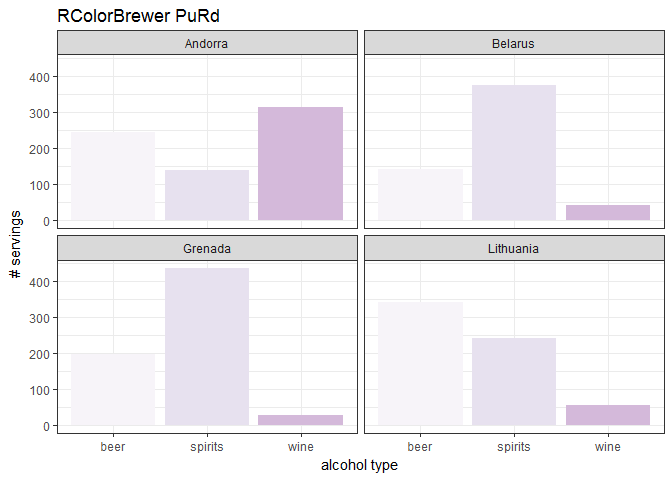 RColorBrewer PuRd
Andorra
Belarus
400
300
200
100
0
Grenada
Lithuania
400
300
200
100
0
# servings
beer spirits wine beer spirits wine
alcohol type